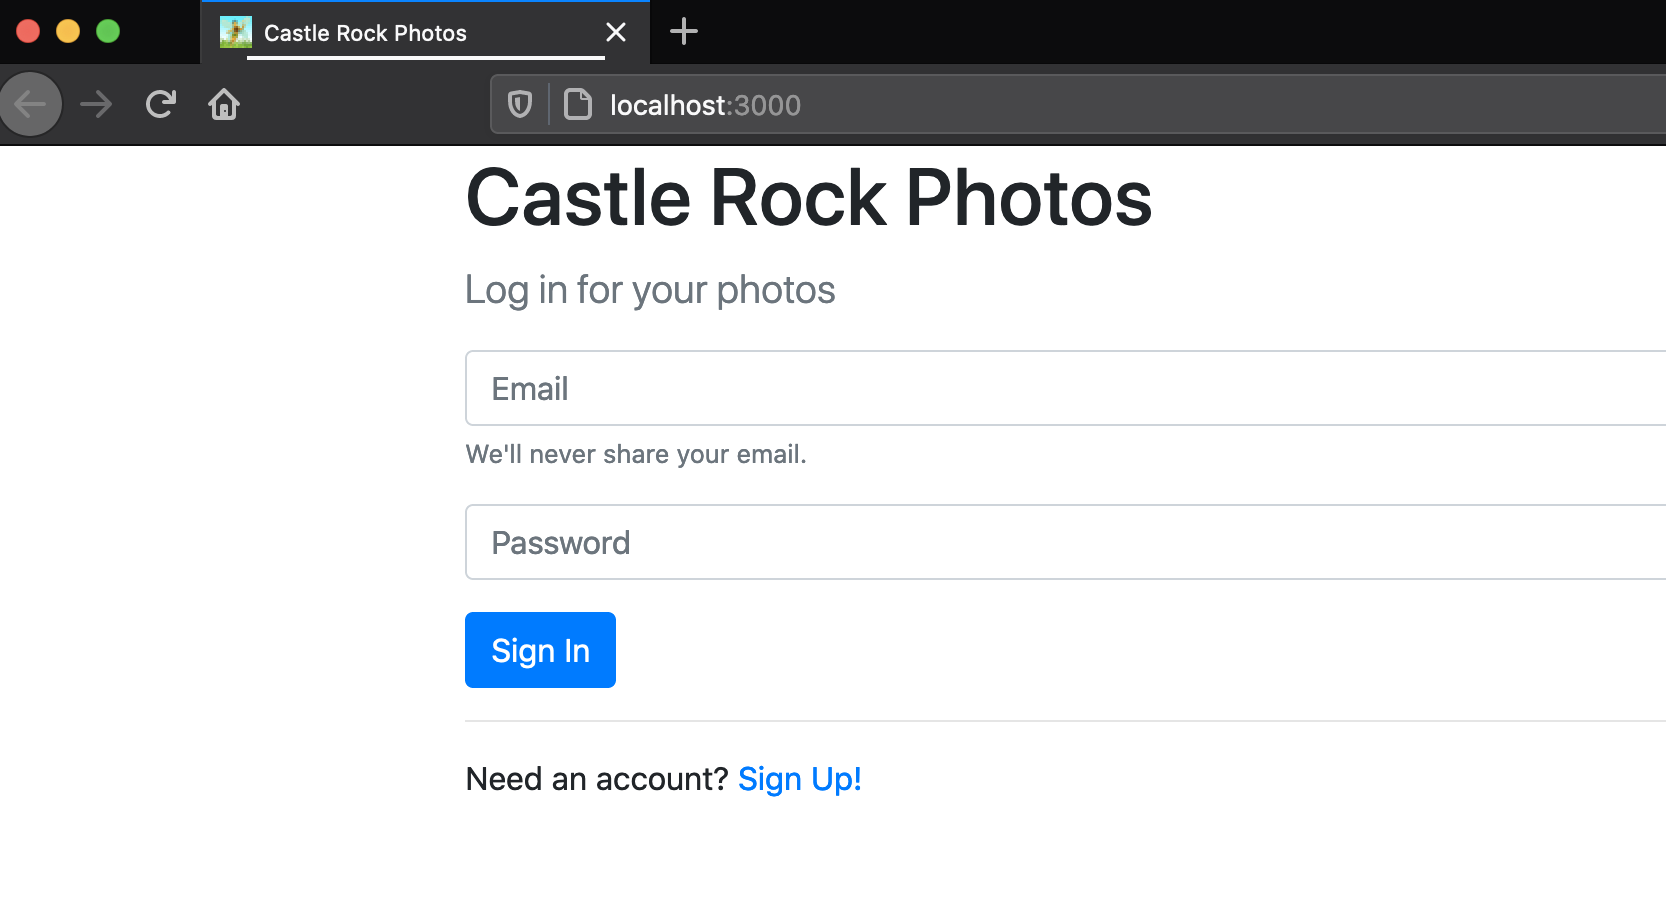 Castle Rock Photos
localhost:3000
Castle Rock Photos
Log in for your photos
Email
We'll never share your email.
Password
Sign In
Need an account? Sign Up!